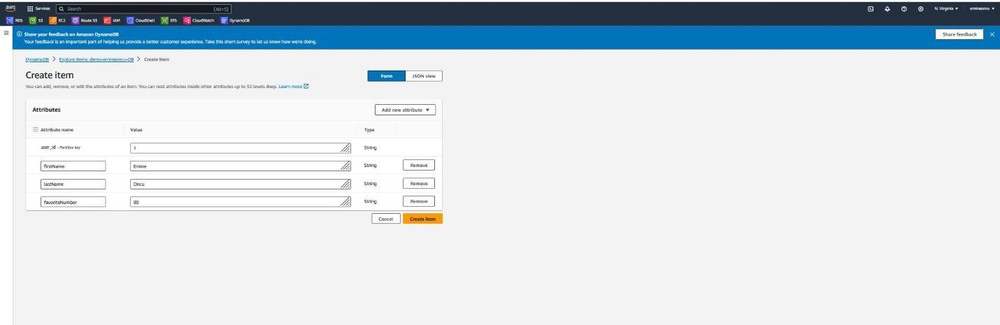 aws Services Search [Alt+S] N. Virginia ▼ emineoncu ▼
RDS S3 EC2 Route 53 IAM CloudShell EFS CloudWatch DynamoDB
Share your feedback on Amazon DynamoDB
Your feedback is an important part of helping us provide a better customer experience. Take this short survey to let us know how we're doing.
Share feedback
DynamoDB > Explore items: demo-emineoncu-DB > Create item
Create item
Form JSON view
You can add, remove, or edit the attributes of an item. You can nest attributes inside other attributes up to 32 levels deep. Learn more
Attributes Add new attribute ▼
Attribute name Value Type
user_id - Partition key 1 String
firstName Emine String Remove
lastName Oncu String Remove
favoriteNumber 99 String Remove
Cancel Create item